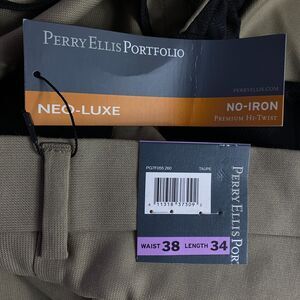 PERRY ELLIS PORTFOLIO
PERRYELLIS.COM
NEO-LUXE
NO-IRON
PREMIUM HI-TWIST
TAUPE
WAIST 38 LENGTH 34
PERRY ELLIS POR